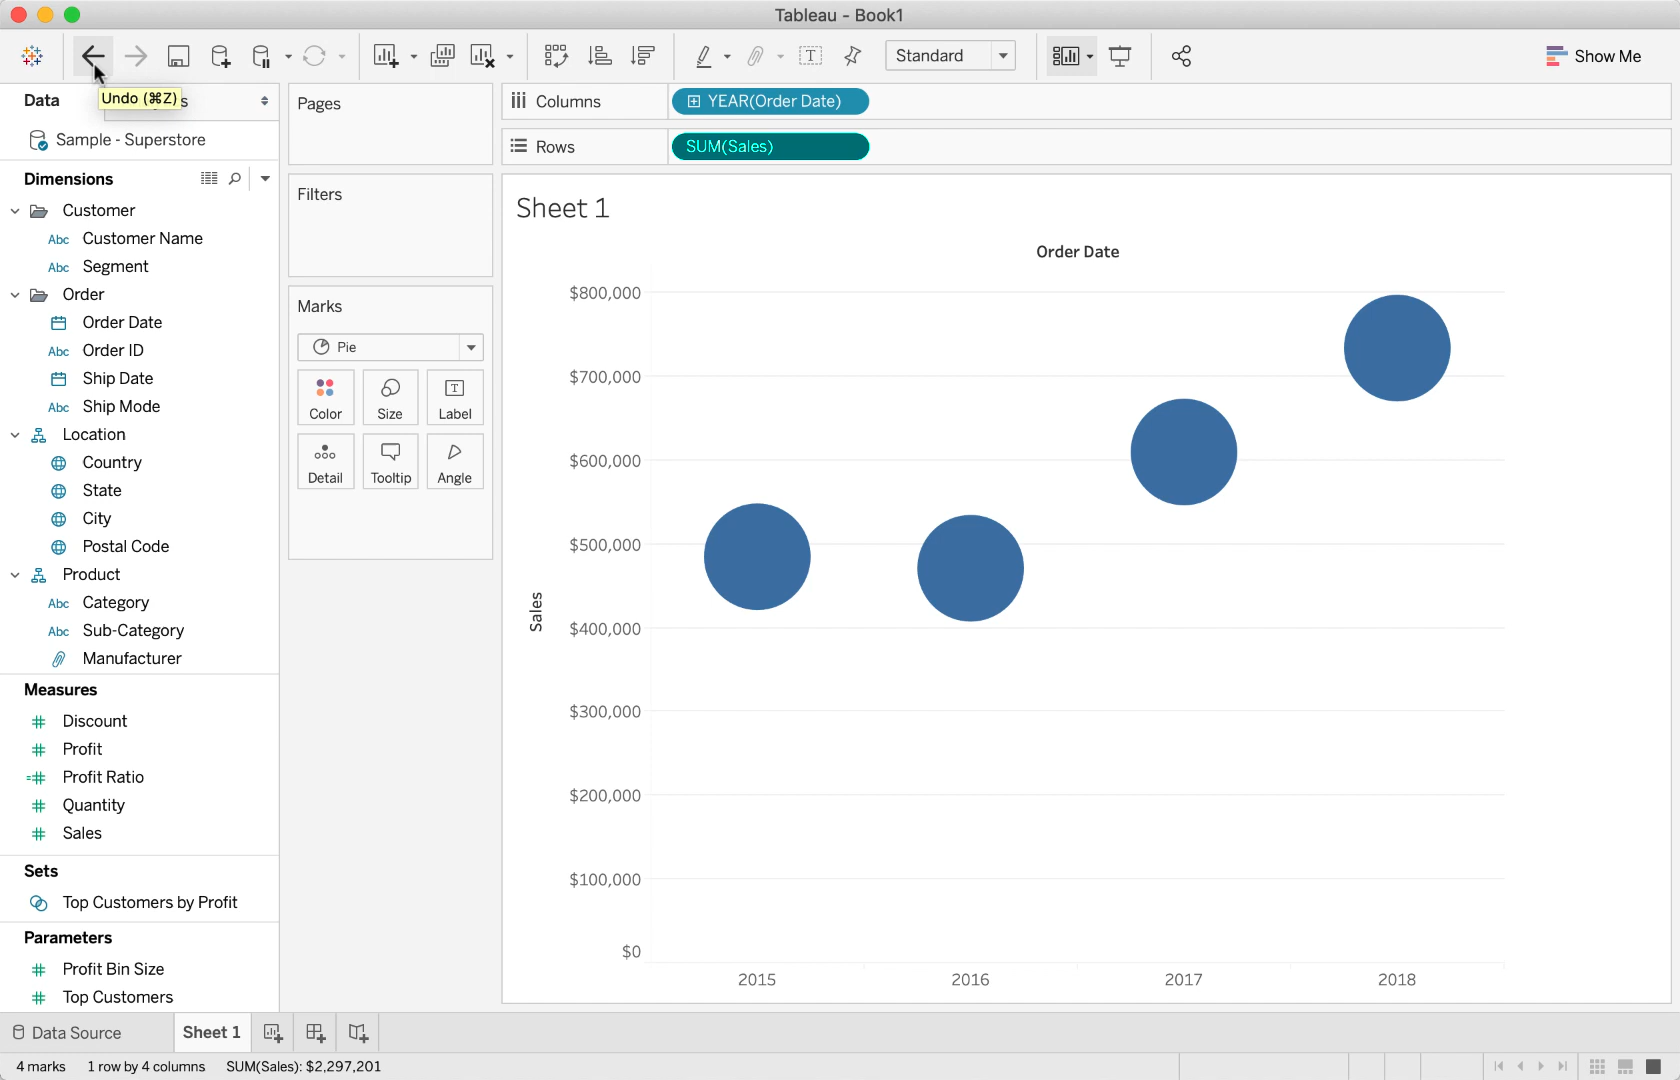 Tableau - Book1
Standard
Show Me
Undo (⌘Z)
Data
s
Sample - Superstore
Dimensions
Customer
Abc Customer Name
Abc Segment
Order
Order Date
Abc Order ID
Ship Date
Abc Ship Mode
Location
Country
State
City
Postal Code
Product
Abc Category
Abc Sub-Category
Manufacturer
Measures
Discount
Profit
Profit Ratio
Quantity
Sales
Sets
Top Customers by Profit
Parameters
Profit Bin Size
Top Customers
Pages
Filters
Marks
Pie
Color Size Label
Detail Tooltip Angle
Columns YEAR(Order Date)
Rows SUM(Sales)
Sheet 1
Order Date
$800,000
$700,000
$600,000
$500,000
$400,000
$300,000
$200,000
$100,000
$0
Sales
2015 2016 2017 2018
Data Source Sheet 1
4 marks 1 row by 4 columns SUM(Sales): $2,297,201